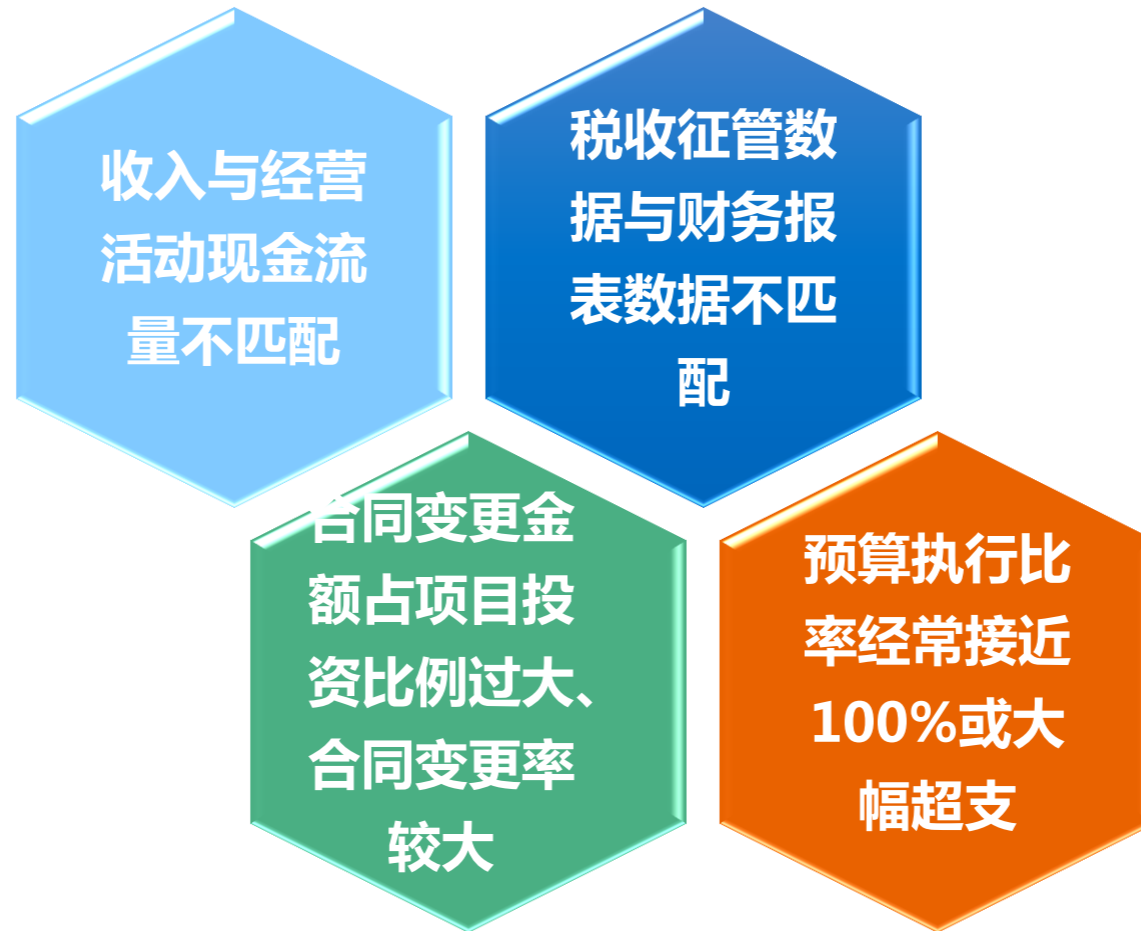 收入与经营
活动现金流
量不匹配
税收征管数
据与财务报
表数据不匹
配
合同变更金
额占项目投
资比例过大、
合同变更率
较大
预算执行比
率经常接近
100%或大
幅超支